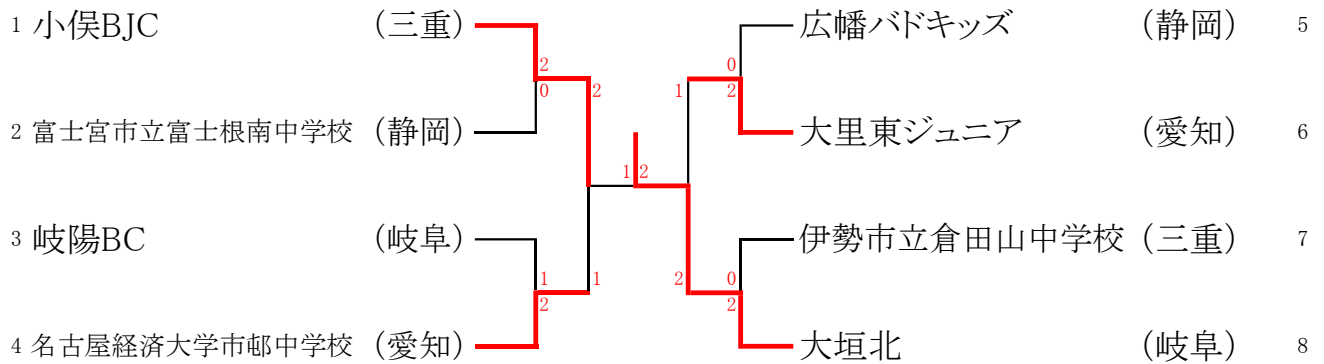 1 小俣BJC (三重) 広幡バドキッズ (静岡) 5
2 0
0 2 2 1
2 富士宮市立富士根南中学校 (静岡) 大里東ジュニア (愛知) 6
1 2
3 岐陽BC (岐阜) 伊勢市立倉田山中学校 (三重) 7
1 1 2 0
2 2
4 名古屋経済大学市邨中学校 (愛知) 大垣北 (岐阜) 8